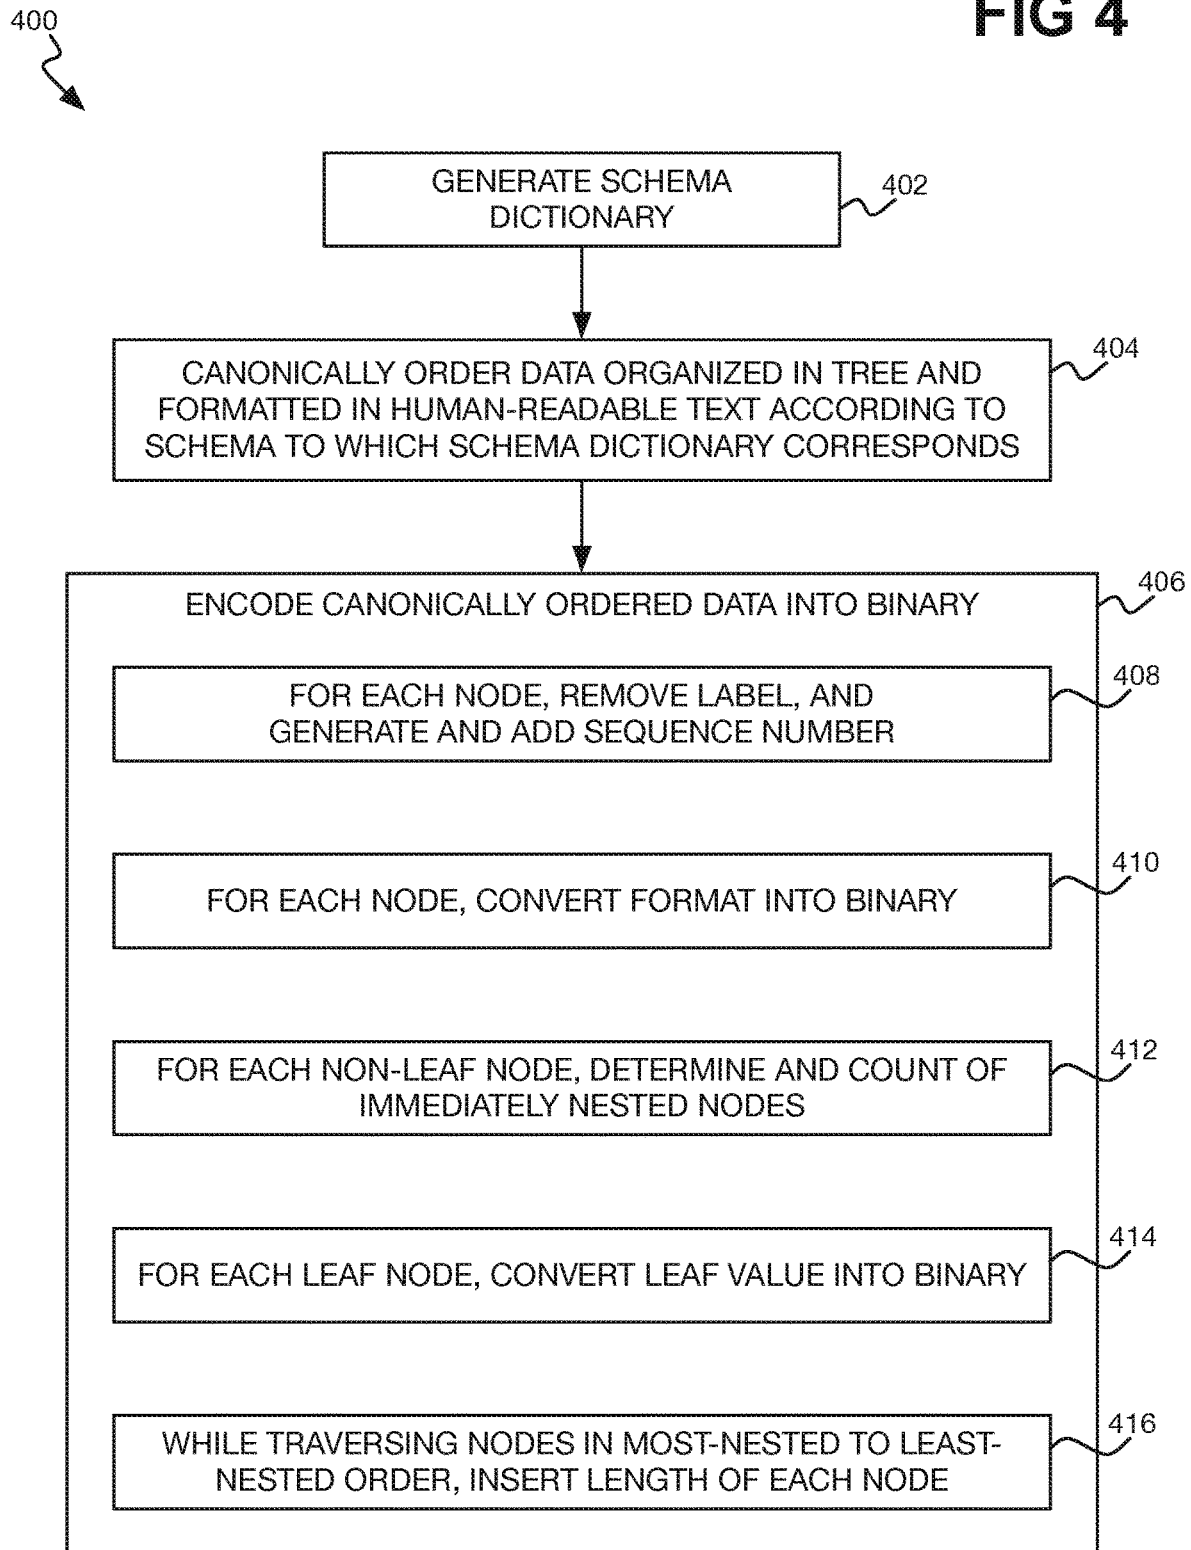 400
FIG 4
GENERATE SCHEMA
DICTIONARY
402
CANONICALLY ORDER DATA ORGANIZED IN TREE AND
FORMATTED IN HUMAN-READABLE TEXT ACCORDING TO
SCHEMA TO WHICH SCHEMA DICTIONARY CORRESPONDS
404
ENCODE CANONICALLY ORDERED DATA INTO BINARY
406
FOR EACH NODE, REMOVE LABEL, AND
GENERATE AND ADD SEQUENCE NUMBER
408
FOR EACH NODE, CONVERT FORMAT INTO BINARY
410
FOR EACH NON-LEAF NODE, DETERMINE AND COUNT OF
IMMEDIATELY NESTED NODES
412
FOR EACH LEAF NODE, CONVERT LEAF VALUE INTO BINARY
414
WHILE TRAVERSING NODES IN MOST-NESTED TO LEAST-
NESTED ORDER, INSERT LENGTH OF EACH NODE
416